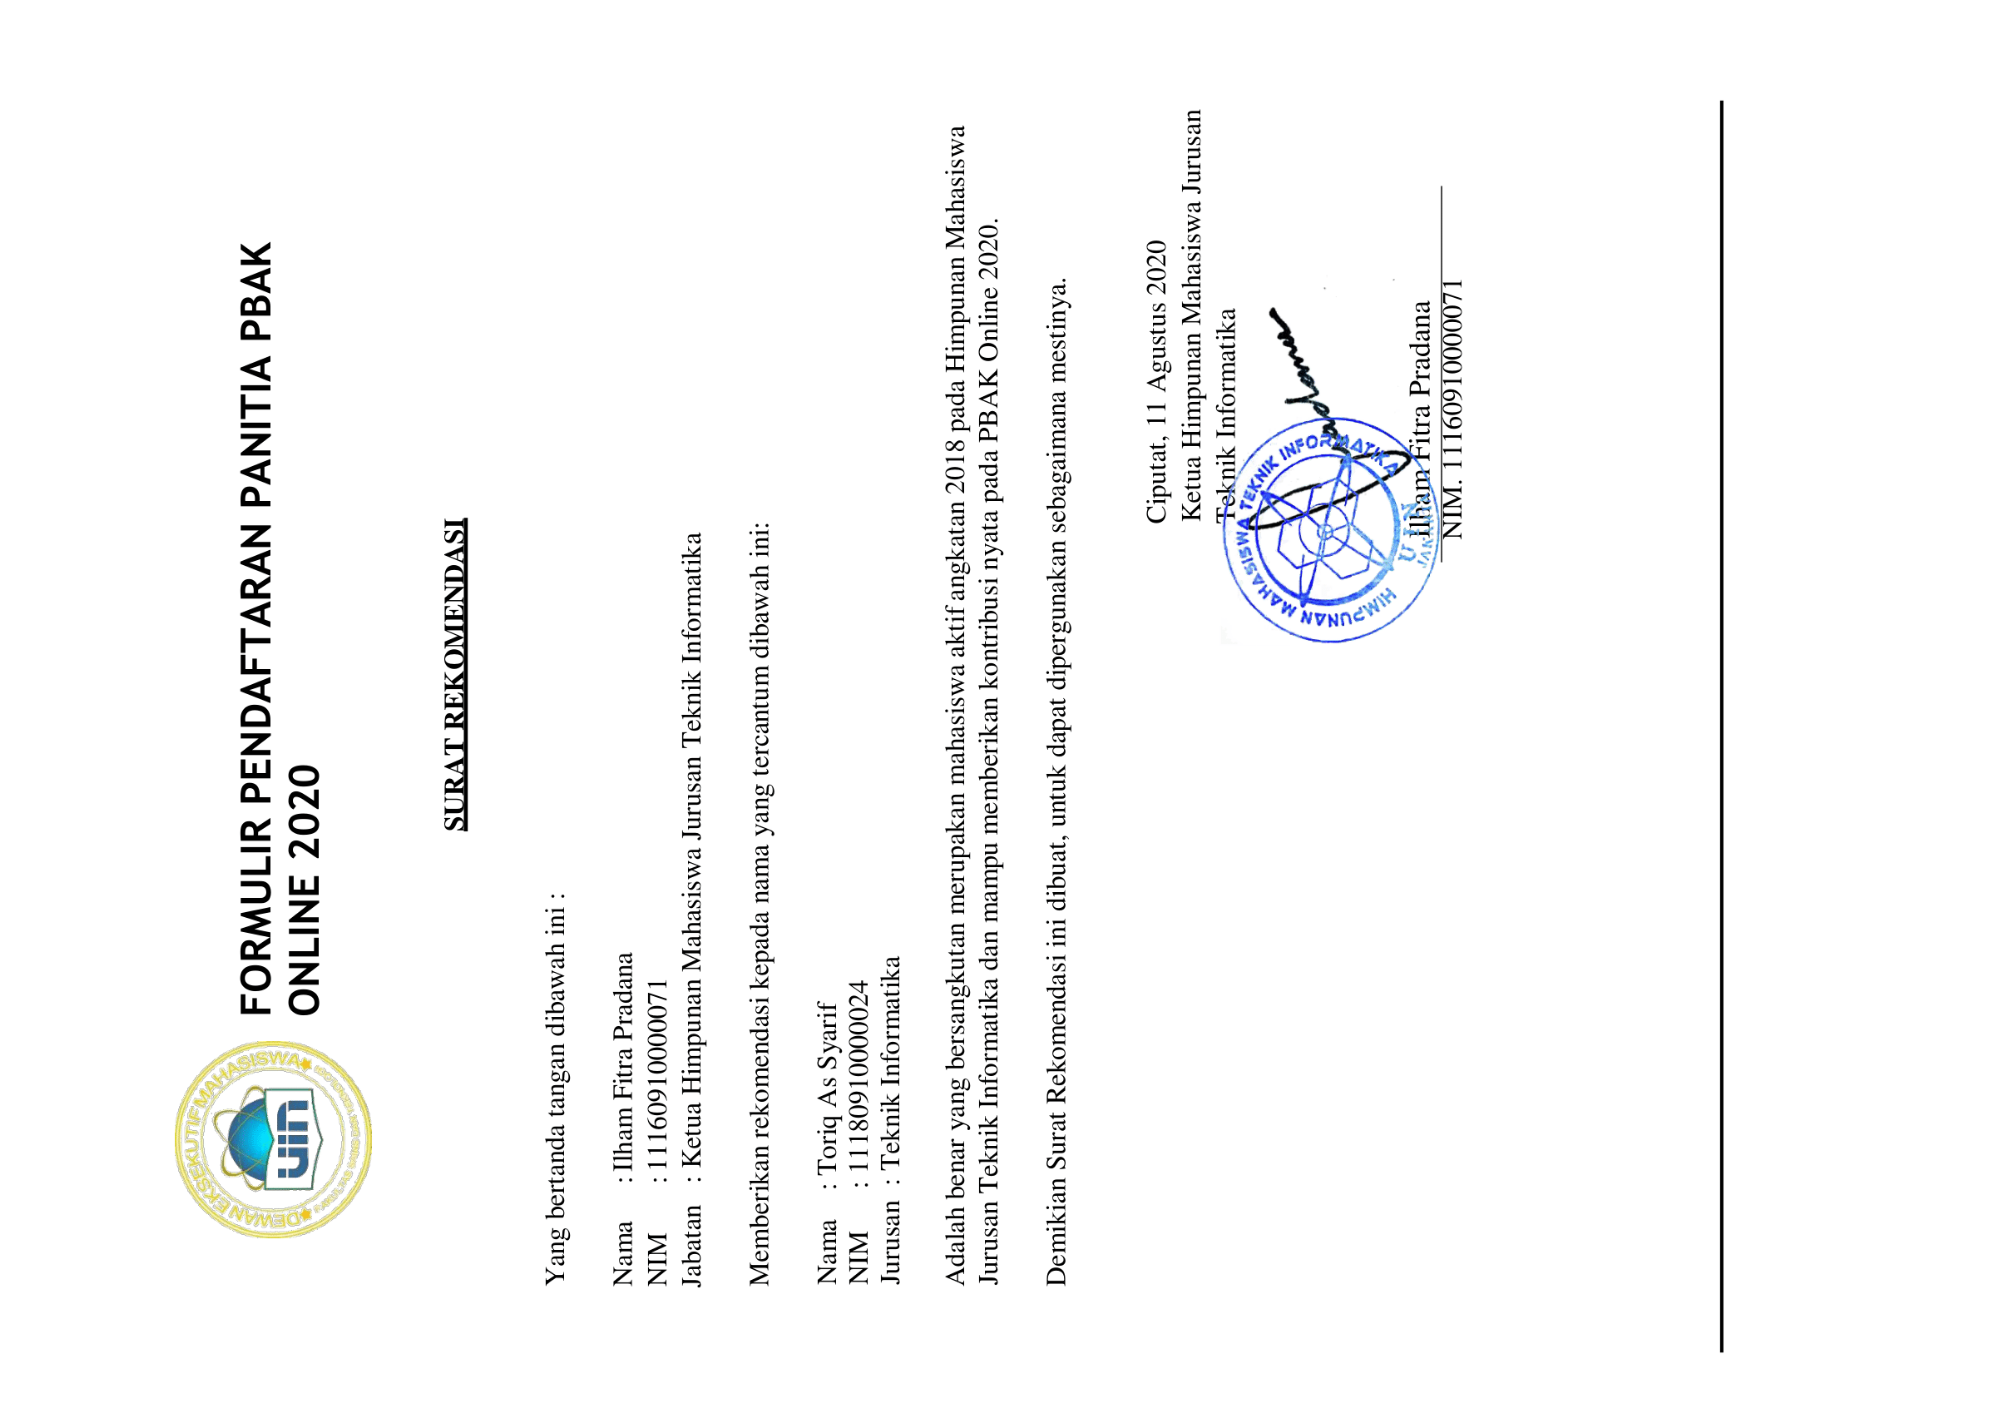 DEWAN EKSEKUTIF MAHASISWA
UIN
FORMULIR PENDAFTARAN PANITIA PBAK
ONLINE 2020
SURAT REKOMENDASI
Yang bertanda tangan dibawah ini :
Nama : Ilham Fitra Pradana
NIM : 11160910000071
Jabatan : Ketua Himpunan Mahasiswa Jurusan Teknik Informatika
Memberikan rekomendasi kepada nama yang tercantum dibawah ini:
Nama : Toriq As Syarif
NIM : 11180910000024
Jurusan : Teknik Informatika
Adalah benar yang bersangkutan merupakan mahasiswa aktif angkatan 2018 pada Himpunan Mahasiswa
Jurusan Teknik Informatika dan mampu memberikan kontribusi nyata pada PBAK Online 2020.
Demikian Surat Rekomendasi ini dibuat, untuk dapat dipergunakan sebagaimana mestinya.
Ciputat, 11 Agustus 2020
Ketua Himpunan Mahasiswa Jurusan
Teknik Informatika
HIMPUNAN MAHASISWA TEKNIK INFORMATIKA
UIN
Ilham Fitra Pradana
NIM. 11160910000071